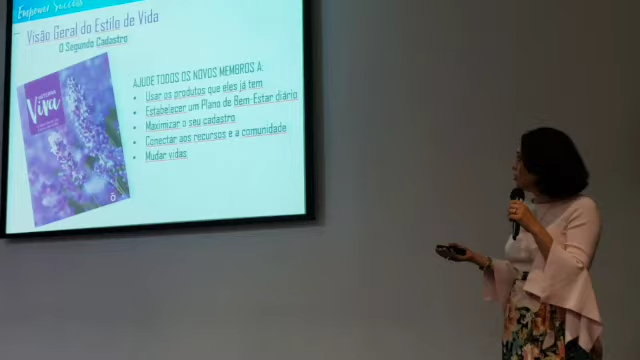 Empower Success
Visão Geral do Estilo de Vida
O Segundo Cadastro
Viva
AJUDE TODOS OS NOVOS MEMBROS A:
• Usar os produtos que eles já tem
• Estabelecer um Plano de Bem-Estar diário
• Maximizar o seu cadastro
• Conectar aos recursos e a comunidade
• Mudar vidas